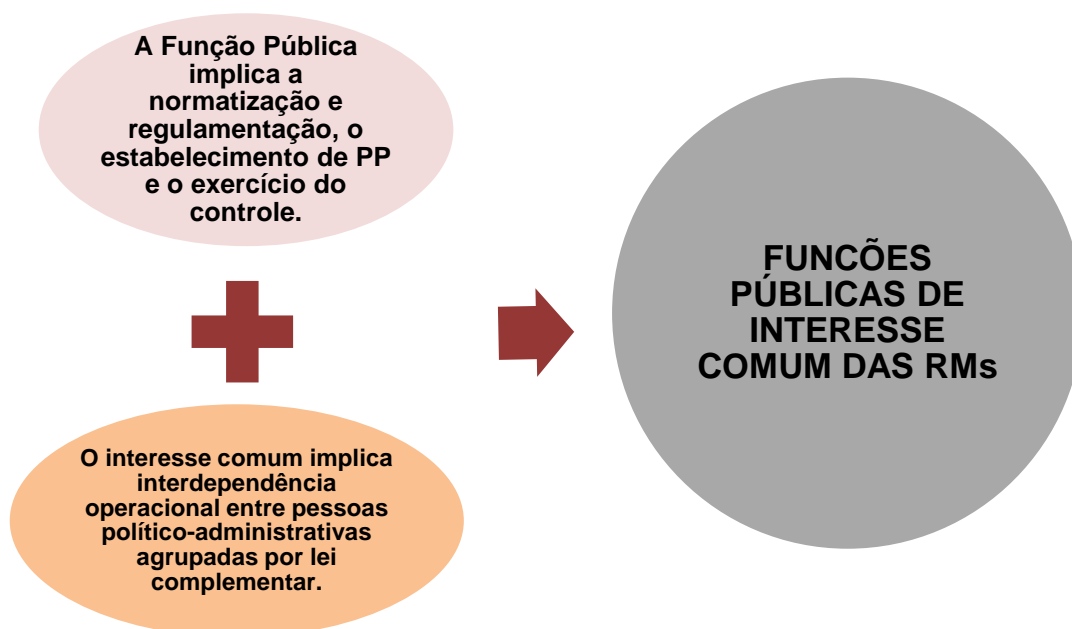 A Função Pública
implica a
normatização e
regulamentação, o
estabelecimento de PP
e o exercício do
controle.
O interesse comum implica
interdependência
operacional entre pessoas
político-administrativas
agrupadas por lei
complementar.
FUNCÕES
PÚBLICAS DE
INTERESSE
COMUM DAS RMs